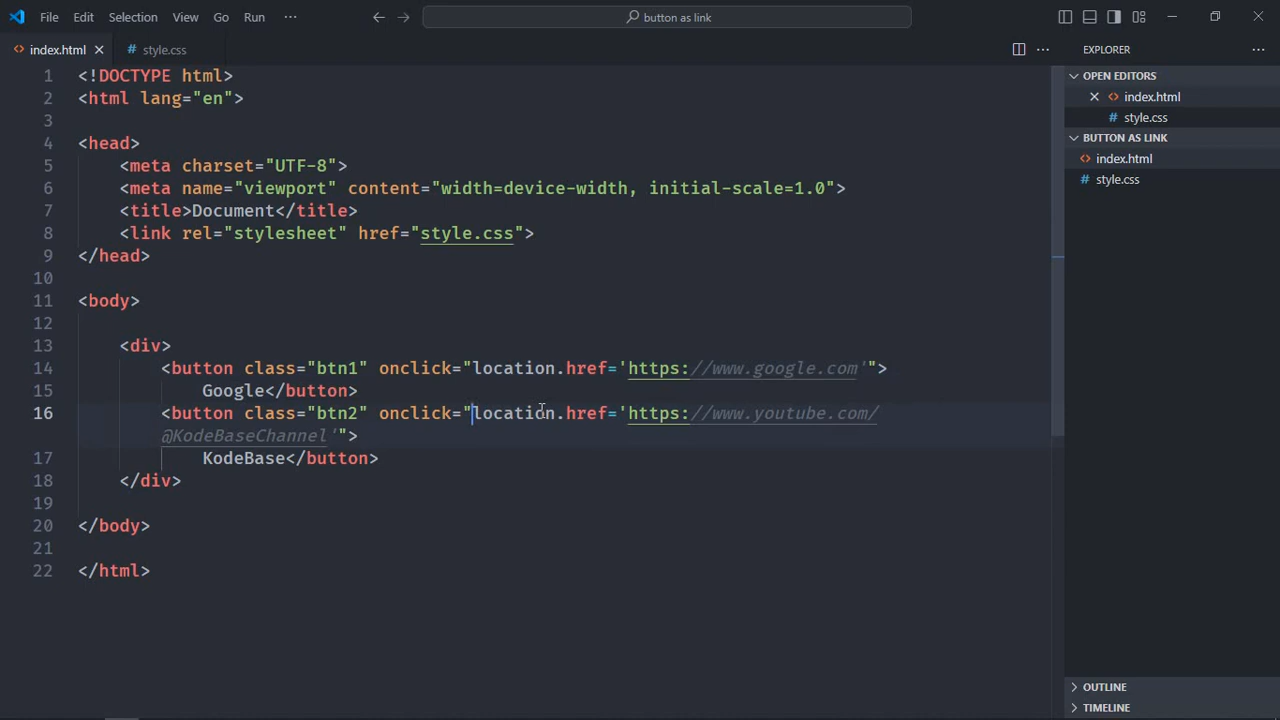 File Edit Selection View Go Run ··· button as link
index.html style.css
EXPLORER
OPEN EDITORS
index.html
style.css
BUTTON AS LINK
index.html
style.css
OUTLINE
TIMELINE
1 <!DOCTYPE html>
2 <html lang="en">
3
4 <head>
5 <meta charset="UTF-8">
6 <meta name="viewport" content="width=device-width, initial-scale=1.0">
7 <title>Document</title>
8 <link rel="stylesheet" href="style.css">
9 </head>
10
11 <body>
12
13 <div>
14 <button class="btn1" onclick="location.href='https://www.google.com'">
15 Google</button>
16 <button class="btn2" onclick="location.href='https://www.youtube.com/
@KodeBaseChannel'">
17 KodeBase</button>
18 </div>
19
20 </body>
21
22 </html>